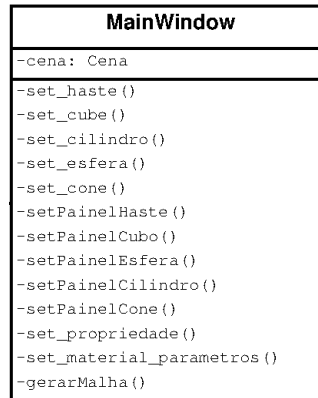 MainWindow
-cena: Cena
-set_haste()
-set_cube()
-set_cilindro()
-set_esfera()
-set_cone()
-setPainelHaste()
-setPainelCubo()
-setPainelEsfera()
-setPainelCilindro()
-setPainelCone()
-set_propriedade()
-set_material_parametros()
-gerarMalha()